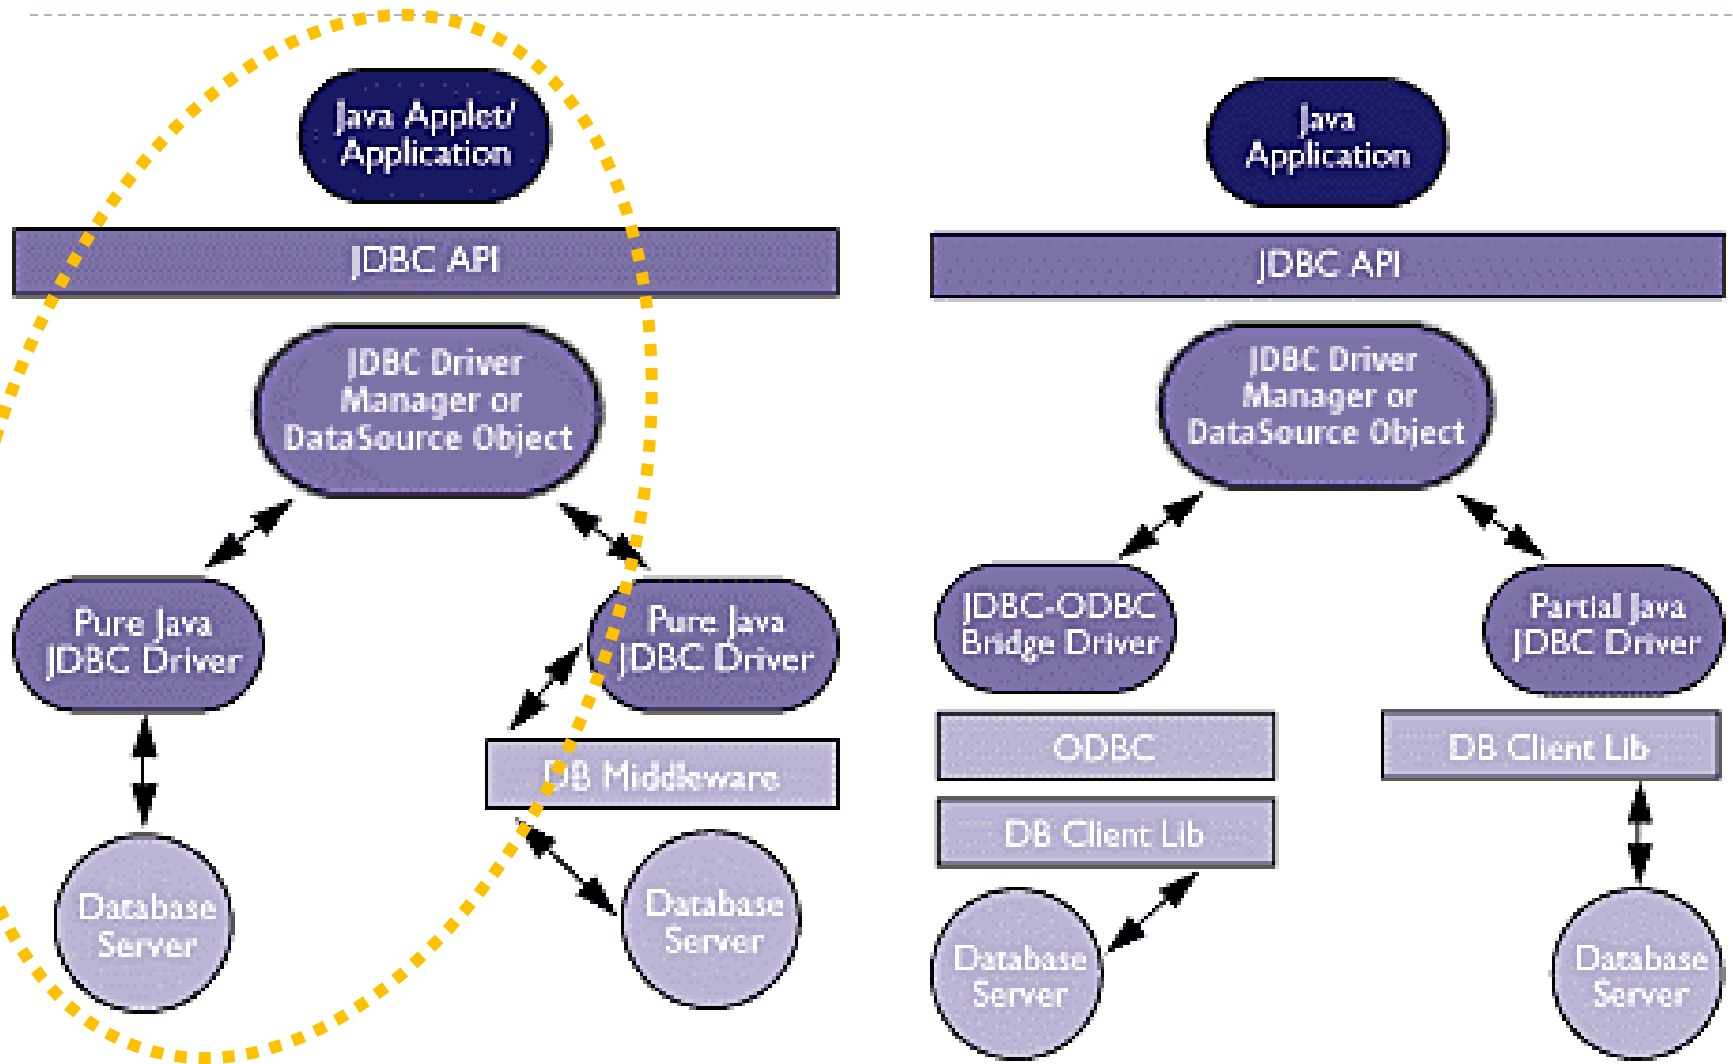 Java Applet/
Application
JDBC API
JDBC Driver
Manager or
DataSource Object
Pure Java
JDBC Driver
Pure Java
JDBC Driver
DB Middleware
Database
Server
Database
Server
Java
Application
JDBC API
JDBC Driver
Manager or
DataSource Object
JDBC-ODBC
Bridge Driver
Partial Java
JDBC Driver
ODBC
DB Client Lib
DB Client Lib
Database
Server
Database
Server